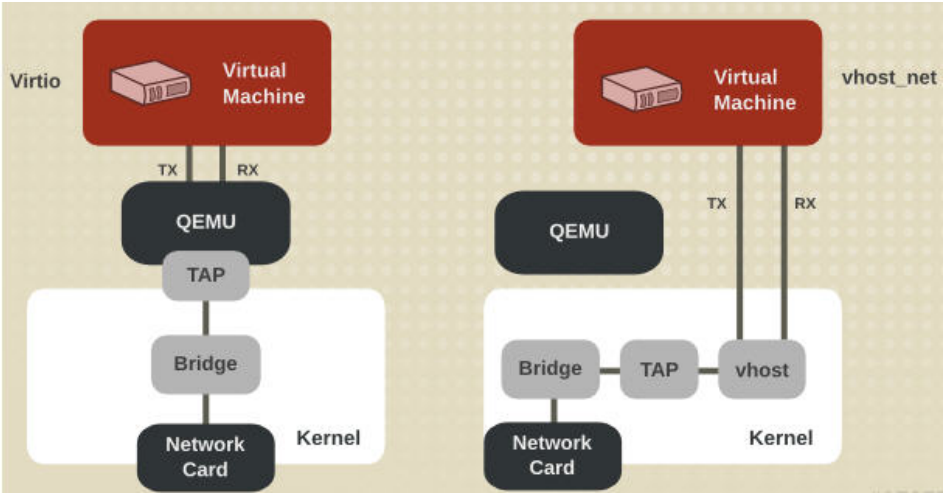 Virtio
Virtual
Machine
TX
RX
QEMU
TAP
Bridge
Network
Card
Kernel
Virtual
Machine
vhost_net
TX
RX
QEMU
Bridge
TAP
vhost
Network
Card
Kernel